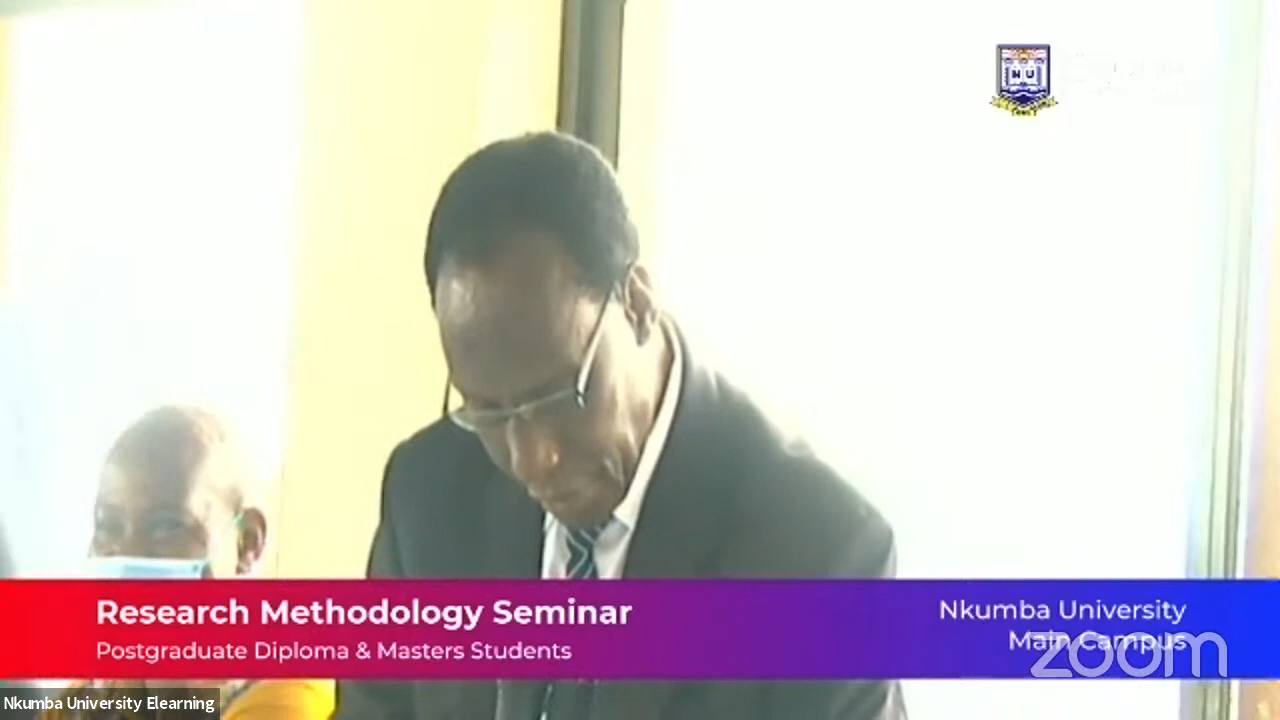 NU
Research Methodology Seminar
Postgraduate Diploma & Masters Students
Nkumba University
Main Campus
zoom
Nkumba University Elearning